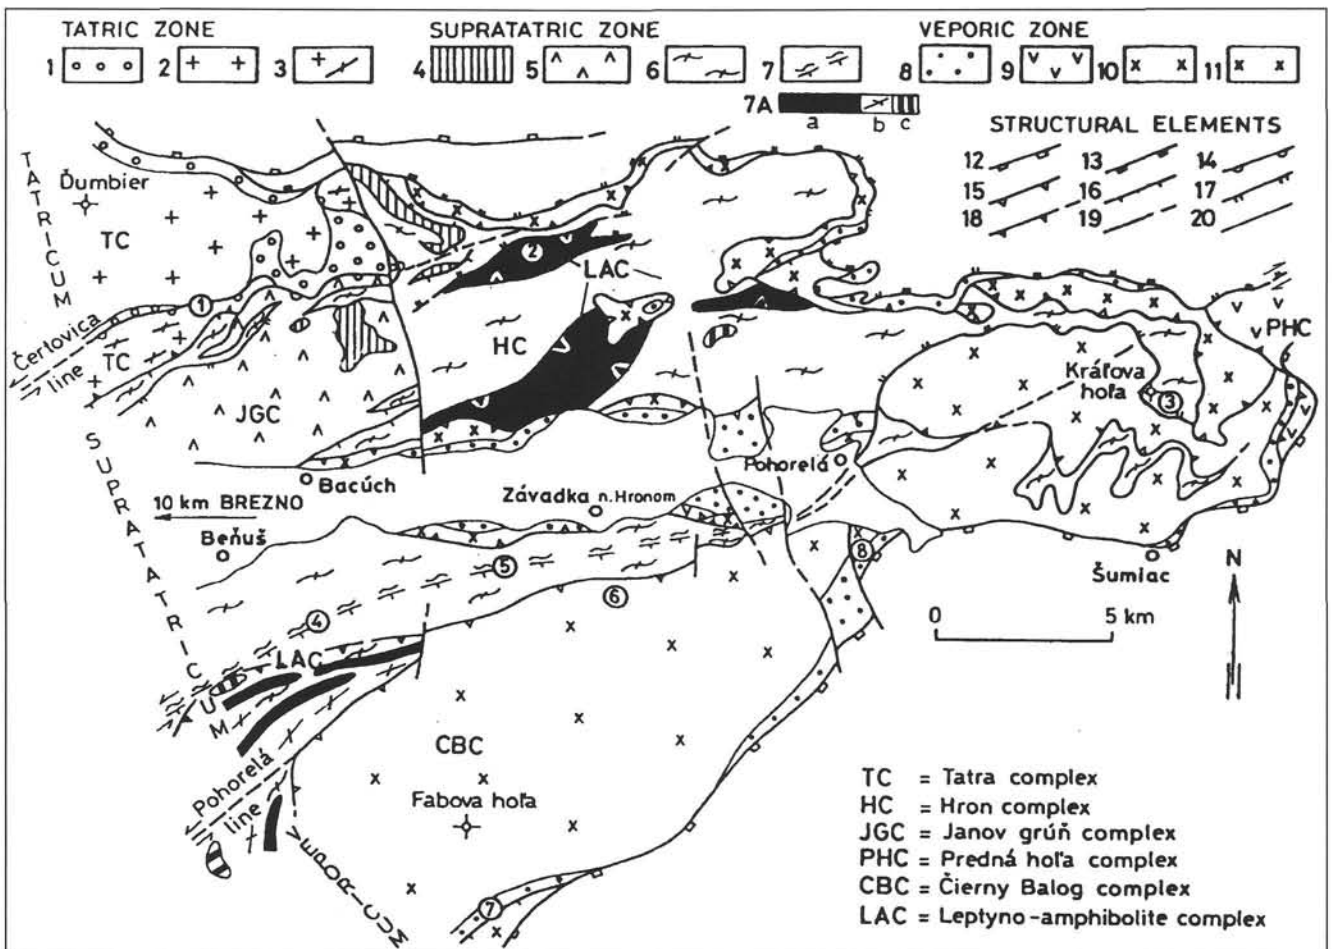 TATRIC ZONE SUPRATATRIC ZONE VEPORIC ZONE
1 2 3 4 5 6 7 8 9 10 11
7A
a b c
STRUCTURAL ELEMENTS
12 13 14
15 16 17
18 19 20
TATRICUM
Ďumbier
TC
1
2
LAC
Čertovica
line
TC
HC
PHC
Kráľova
hoľa
3
JGC
SUPRATATRICUM
Bacúch
Pohorelá
10 km BREZNO
Závadka n. Hronom
Beňuš
5
8
Šumiac
N
6
0 5 km
4
LAC
Pohorelá
line
CBC
Fabova hoľa
VEPORICUM
7
TC = Tatra complex
HC = Hron complex
JGC = Janov grúň complex
PHC = Predná hoľa complex
CBC = Čierny Balog complex
LAC = Leptyno-amphibolite complex